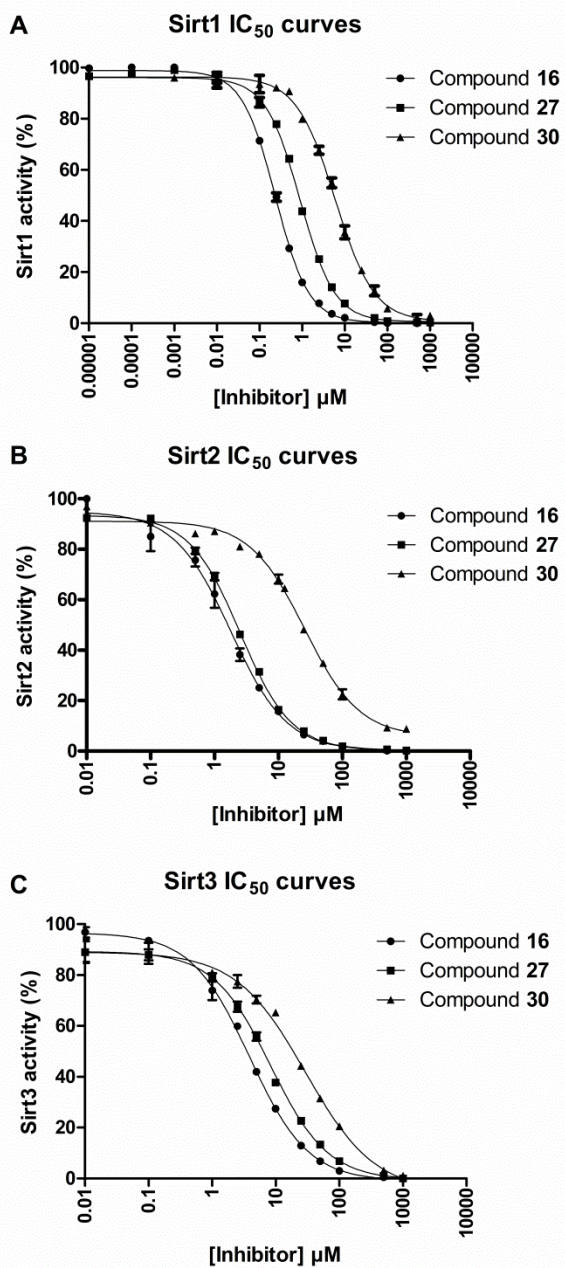 A
Sirt1 IC50 curves
100
80
60
40
20
0
Sirt1 activity (%)
Compound 16
Compound 27
Compound 30
0.00001
0.0001
0.001
0.01
0.1
1
10
100
1000
10000
[Inhibitor] µM
B
Sirt2 IC50 curves
100
80
60
40
20
0
Sirt2 activity (%)
Compound 16
Compound 27
Compound 30
0.01
0.1
1
10
100
1000
10000
[Inhibitor] µM
C
Sirt3 IC50 curves
100
80
60
40
20
0
Sirt3 activity (%)
Compound 16
Compound 27
Compound 30
0.01
0.1
1
10
100
1000
10000
[Inhibitor] µM